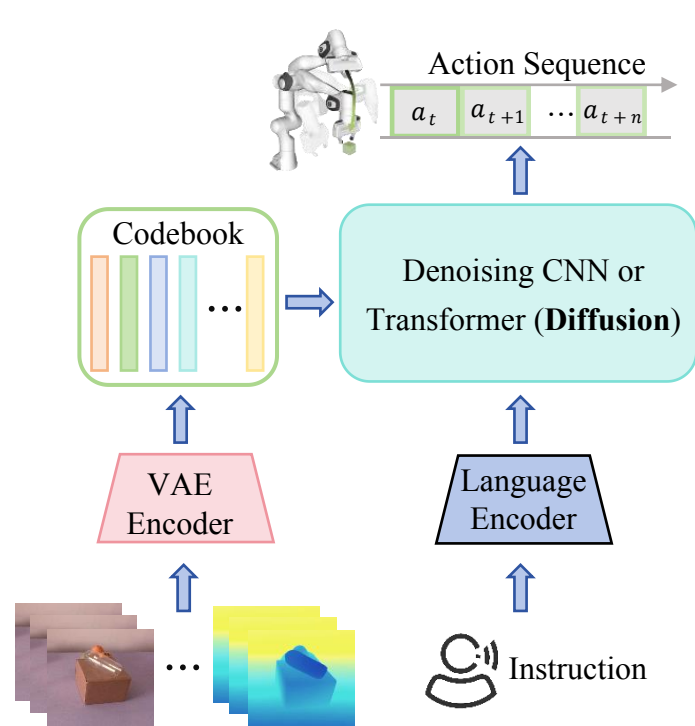 Action Sequence
a_t a_{t+1} ... a_{t+n}
Codebook
...
Denoising CNN or
Transformer (Diffusion)
VAE
Encoder
Language
Encoder
...
Instruction